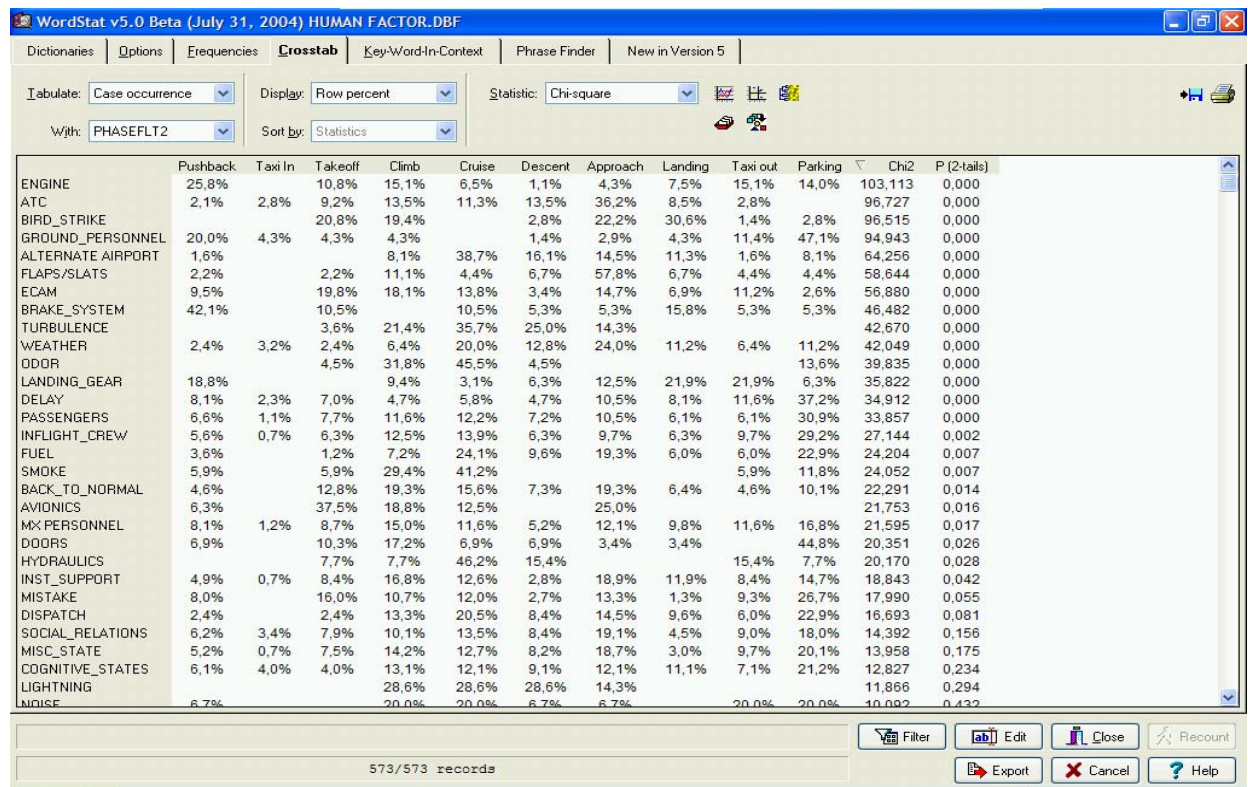 WordStat v5.0 Beta (July 31, 2004) HUMAN FACTOR.DBF
Dictionaries Options Frequencies Crosstab Key-Word-In-Context Phrase Finder New in Version 5
Tabulate: Case occurrence Display: Row percent Statistic: Chi-square
With: PHASEFLT2 Sort by: Statistics
Pushback Taxi In Takeoff Climb Cruise Descent Approach Landing Taxi out Parking Chi2 P (2-tails)
ENGINE 25,8% 10,8% 15,1% 6,5% 1,1% 4,3% 7,5% 15,1% 14,0% 103,113 0,000
ATC 2,1% 2,8% 9,2% 13,5% 11,3% 13,5% 36,2% 8,5% 2,8% 96,727 0,000
BIRD_STRIKE 20,8% 19,4% 2,8% 22,2% 30,6% 1,4% 2,8% 96,515 0,000
GROUND_PERSONNEL 20,0% 4,3% 4,3% 4,3% 1,4% 2,9% 4,3% 11,4% 47,1% 94,943 0,000
ALTERNATE AIRPORT 1,6% 8,1% 38,7% 16,1% 14,5% 11,3% 1,6% 8,1% 64,256 0,000
FLAPS/SLATS 2,2% 2,2% 11,1% 4,4% 6,7% 57,8% 6,7% 4,4% 4,4% 58,644 0,000
ECAM 9,5% 19,8% 18,1% 13,8% 3,4% 14,7% 6,9% 11,2% 2,6% 56,880 0,000
BRAKE_SYSTEM 42,1% 10,5% 10,5% 5,3% 5,3% 15,8% 5,3% 5,3% 46,482 0,000
TURBULENCE 3,6% 21,4% 35,7% 25,0% 14,3% 42,670 0,000
WEATHER 2,4% 3,2% 2,4% 6,4% 20,0% 12,8% 24,0% 11,2% 6,4% 11,2% 42,049 0,000
ODOR 4,5% 31,8% 45,5% 4,5% 13,6% 39,835 0,000
LANDING_GEAR 18,8% 9,4% 3,1% 6,3% 12,5% 21,9% 21,9% 6,3% 35,822 0,000
DELAY 8,1% 2,3% 7,0% 4,7% 5,8% 4,7% 10,5% 8,1% 11,6% 37,2% 34,912 0,000
PASSENGERS 6,6% 1,1% 7,7% 11,6% 12,2% 7,2% 10,5% 6,1% 6,1% 30,9% 33,857 0,000
INFLIGHT_CREW 5,6% 0,7% 6,3% 12,5% 13,9% 6,3% 9,7% 6,3% 9,7% 29,2% 27,144 0,002
FUEL 3,6% 1,2% 7,2% 24,1% 9,6% 19,3% 6,0% 6,0% 22,9% 24,204 0,007
SMOKE 5,9% 5,9% 29,4% 41,2% 5,9% 11,8% 24,052 0,007
BACK_TO_NORMAL 4,6% 12,8% 19,3% 15,6% 7,3% 19,3% 6,4% 4,6% 10,1% 22,291 0,014
AVIONICS 6,3% 37,5% 18,8% 12,5% 25,0% 21,753 0,016
MX PERSONNEL 8,1% 1,2% 8,7% 15,0% 11,6% 5,2% 12,1% 9,8% 11,6% 16,8% 21,595 0,017
DOORS 6,9% 10,3% 17,2% 6,9% 6,9% 3,4% 3,4% 44,8% 20,351 0,026
HYDRAULICS 7,7% 7,7% 46,2% 15,4% 15,4% 7,7% 20,170 0,028
INST_SUPPORT 4,9% 0,7% 8,4% 16,8% 12,6% 2,8% 18,9% 11,9% 8,4% 14,7% 18,843 0,042
MISTAKE 8,0% 16,0% 10,7% 12,0% 2,7% 13,3% 1,3% 9,3% 26,7% 17,990 0,055
DISPATCH 2,4% 2,4% 13,3% 20,5% 8,4% 14,5% 9,6% 6,0% 22,9% 16,693 0,081
SOCIAL_RELATIONS 6,2% 3,4% 7,9% 10,1% 13,5% 8,4% 19,1% 4,5% 9,0% 18,0% 14,392 0,156
MISC_STATE 5,2% 0,7% 7,5% 14,2% 12,7% 8,2% 18,7% 3,0% 9,7% 20,1% 13,958 0,175
COGNITIVE_STATES 6,1% 4,0% 4,0% 13,1% 12,1% 9,1% 12,1% 11,1% 7,1% 21,2% 12,827 0,234
LIGHTNING 28,6% 28,6% 28,6% 14,3% 11,866 0,294
NOISE 6,7% 20,0% 20,0% 6,7% 6,7% 20,0% 20,0% 10,092 0,432
Filter Edit Close Recount
573/573 records Export Cancel Help